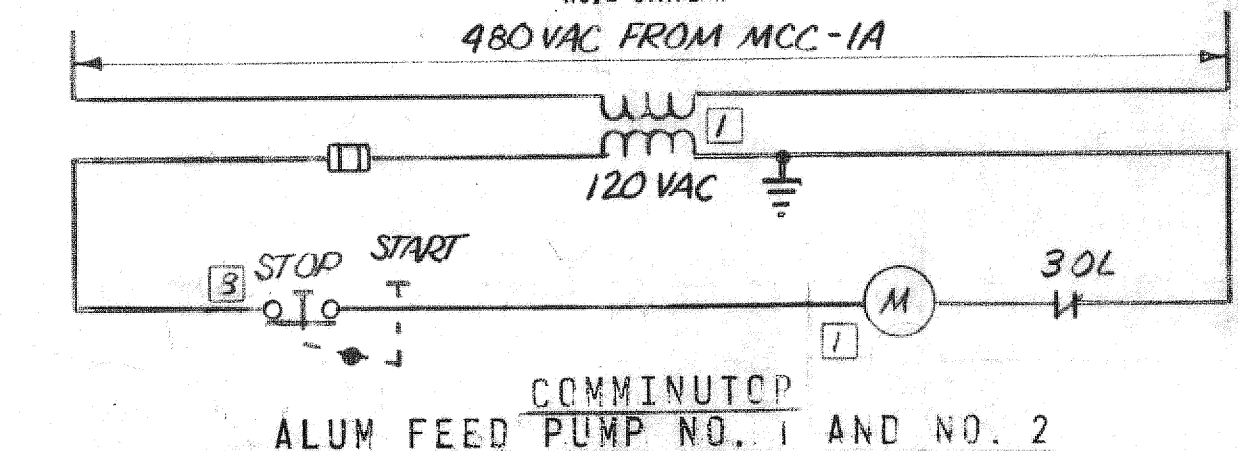 480 VAC FROM MCC-1A
1
120 VAC
3 STOP START
M
3 OL
1
COMMINUTOP
ALUM FEED PUMP NO. 1 AND NO. 2